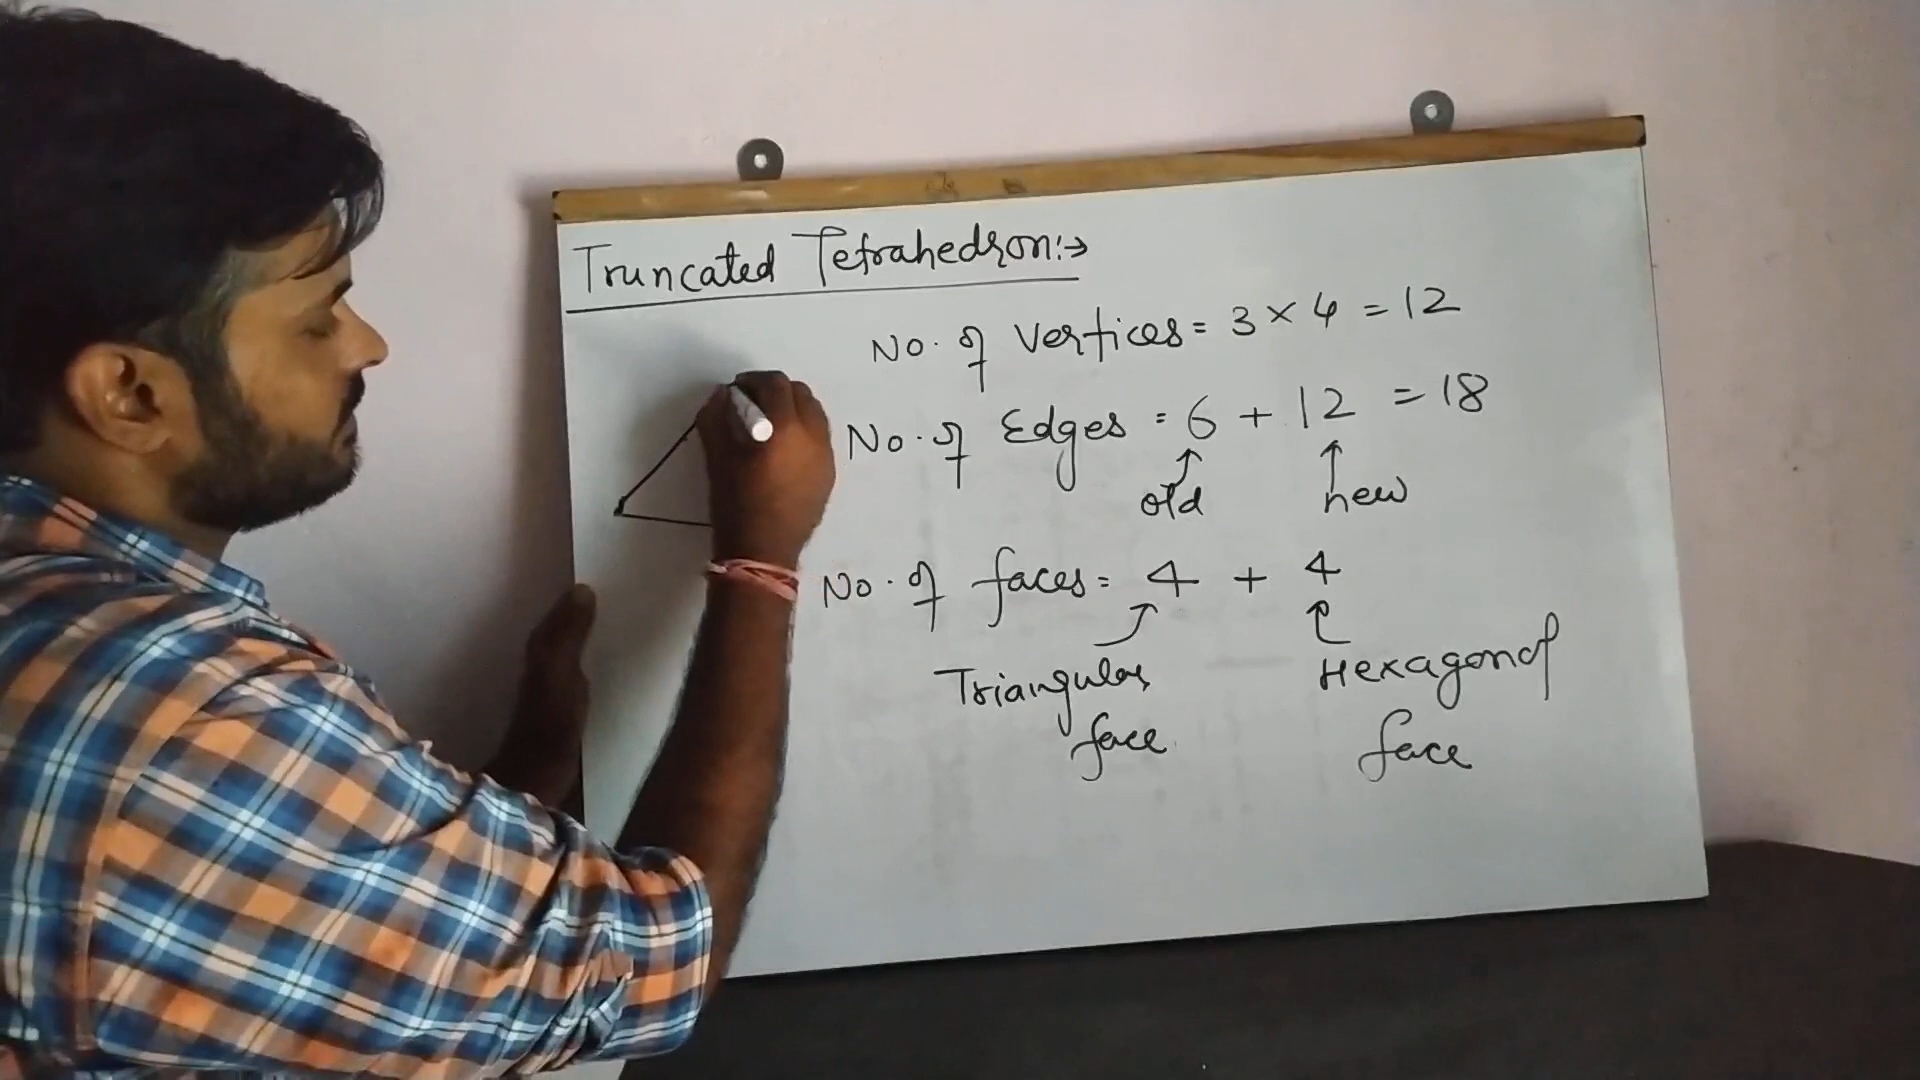 Truncated Tetrahedron:→
No. of Vertices = 3 × 4 = 12
No. of Edges = 6 + 12 = 18
↑ ↑
old new
No. of faces = 4 + 4
↑ ↑
Triangular Hexagonal
face face